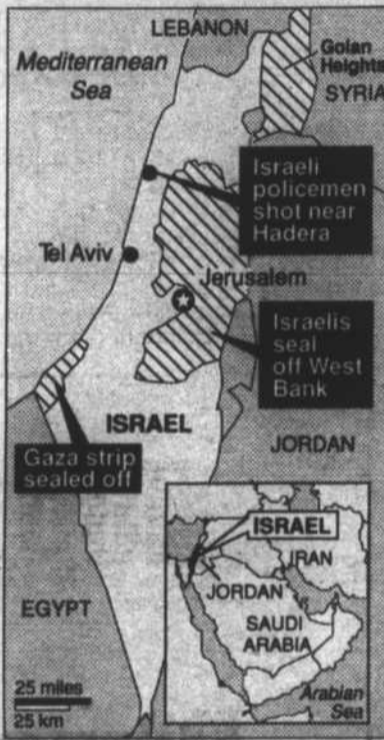 LEBANON
Mediterranean
Sea
Golan
Heights
SYRIA
Israeli
policemen
shot near
Hadera
Tel Aviv
Jerusalem
Israelis
seal
off West
Bank
ISRAEL
Gaza strip
sealed off
JORDAN
EGYPT
25 miles
25 km
ISRAEL
IRAN
JORDAN
SAUDI
ARABIA
Arabian
Sea